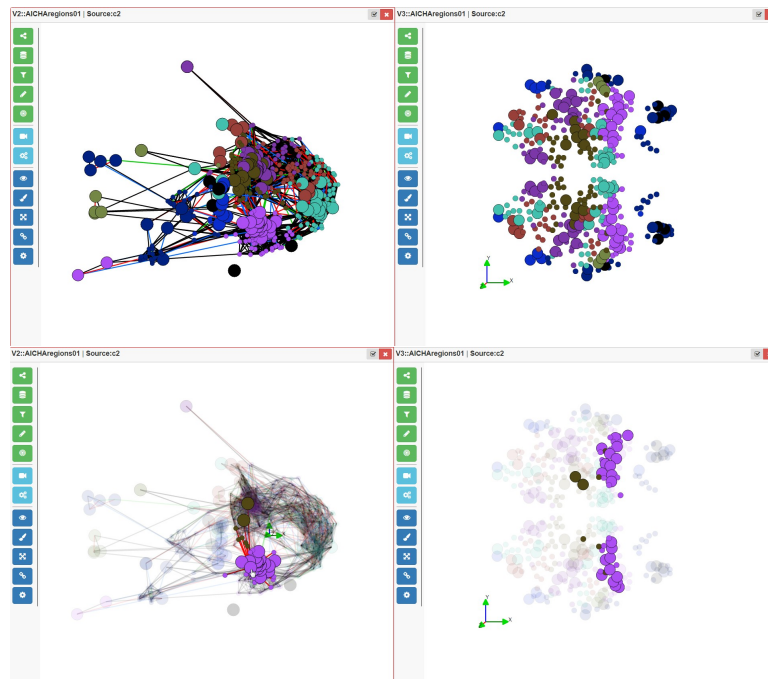 V2::AICHAregions01 | Source:c2
V3::AICHAregions01 | Source:c2
Y
X
V2::AICHAregions01 | Source:c2
V3::AICHAregions01 | Source:c2
Y
X